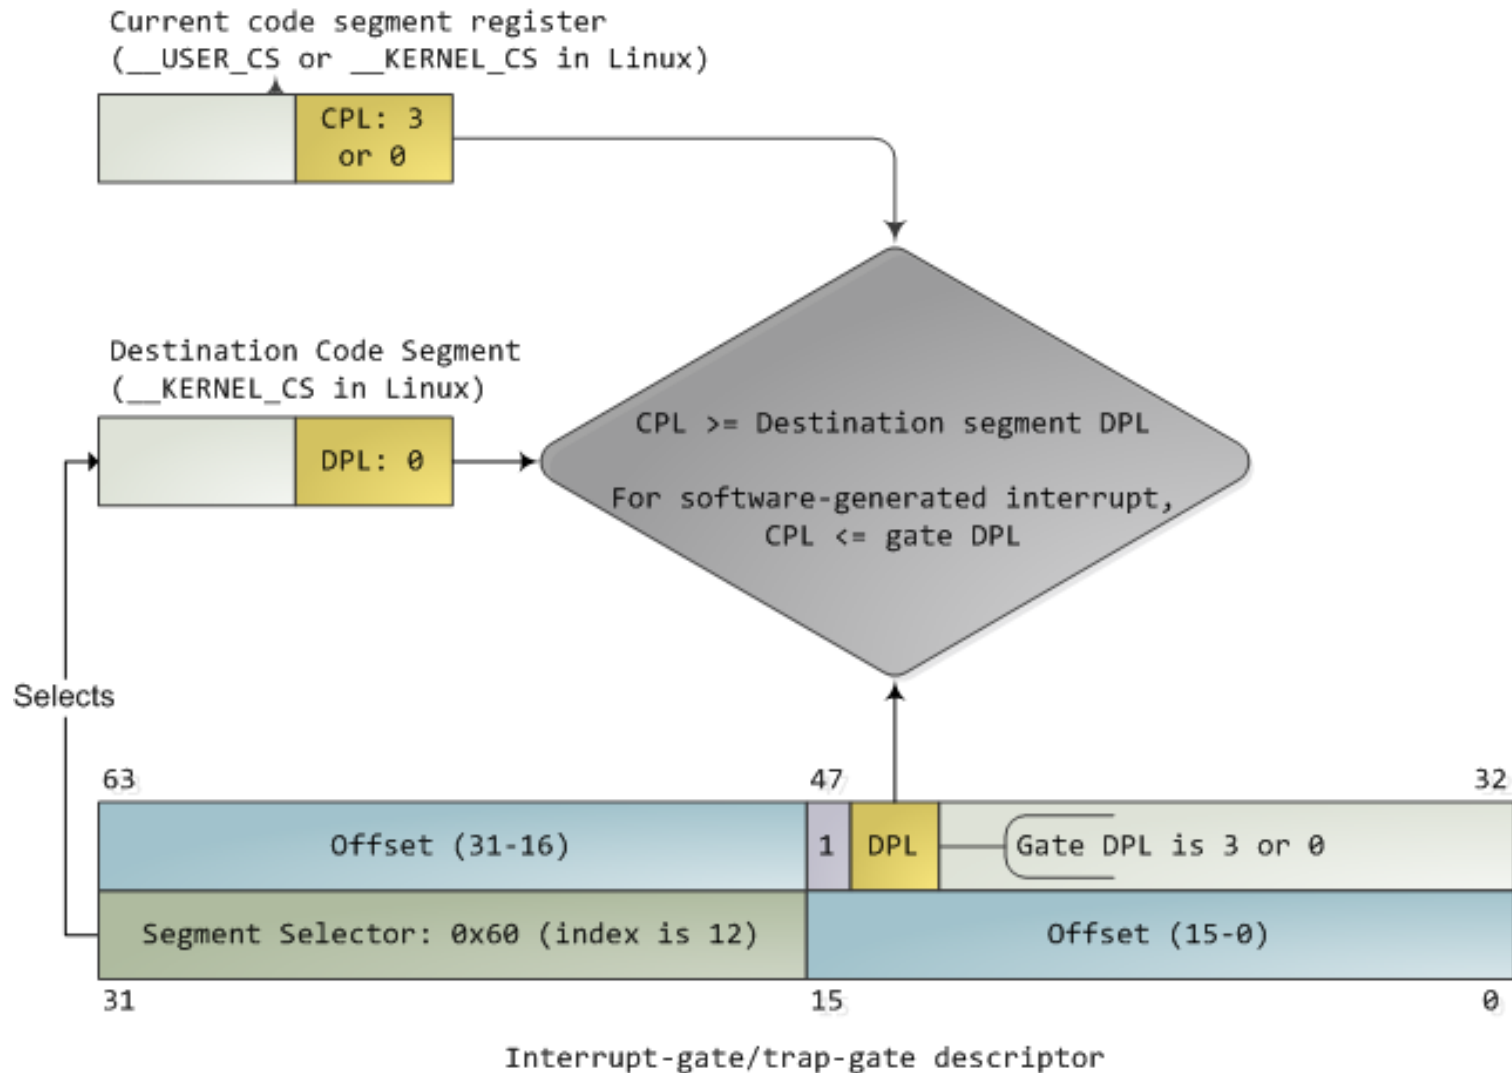 Current code segment register
(__USER_CS or __KERNEL_CS in Linux)
CPL: 3
or 0
Destination Code Segment
(__KERNEL_CS in Linux)
DPL: 0
CPL >= Destination segment DPL
For software-generated interrupt,
CPL <= gate DPL
Selects
63
47
32
Offset (31-16)
1
DPL
Gate DPL is 3 or 0
Segment Selector: 0x60 (index is 12)
Offset (15-0)
31
15
0
Interrupt-gate/trap-gate descriptor